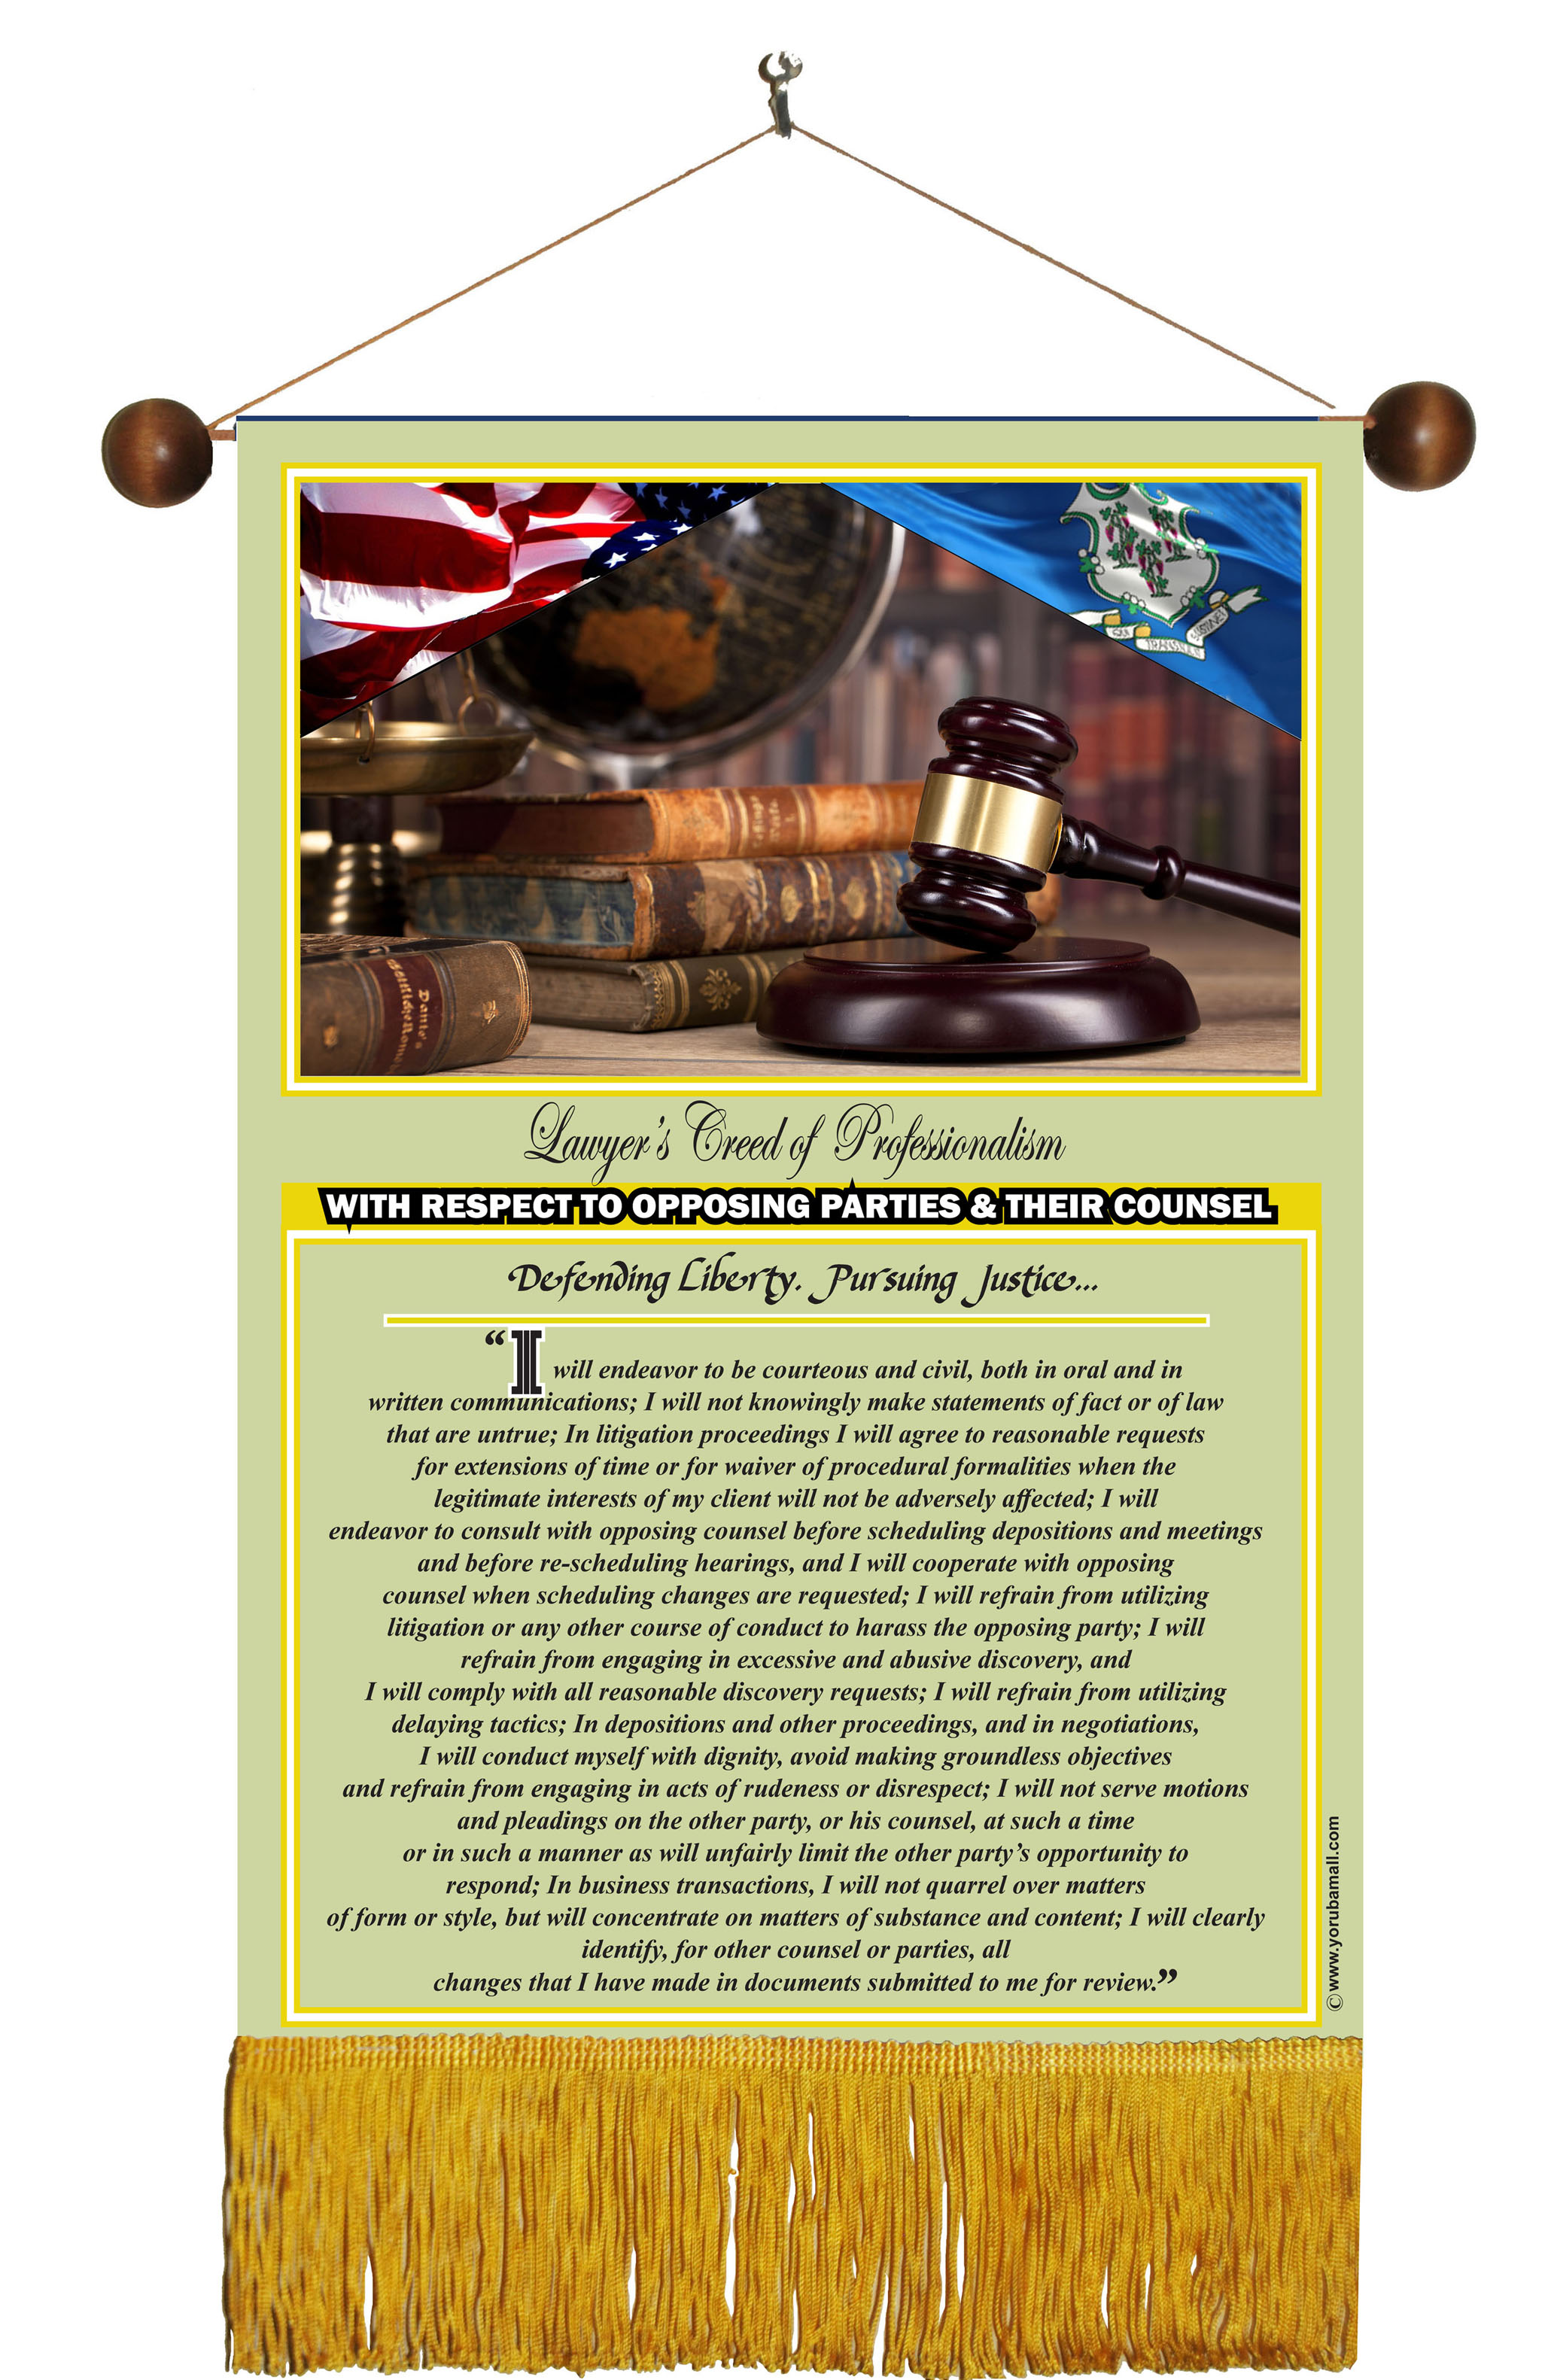 Dante's
Lawyer's Creed of Professionalism
WITH RESPECT TO OPPOSING PARTIES & THEIR COUNSEL
Defending Liberty. Pursuing Justice...
“I will endeavor to be courteous and civil, both in oral and in
written communications; I will not knowingly make statements of fact or of law
that are untrue; In litigation proceedings I will agree to reasonable requests
for extensions of time or for waiver of procedural formalities when the
legitimate interests of my client will not be adversely affected; I will
endeavor to consult with opposing counsel before scheduling depositions and meetings
and before re-scheduling hearings, and I will cooperate with opposing
counsel when scheduling changes are requested; I will refrain from utilizing
litigation or any other course of conduct to harass the opposing party; I will
refrain from engaging in excessive and abusive discovery, and
I will comply with all reasonable discovery requests; I will refrain from utilizing
delaying tactics; In depositions and other proceedings, and in negotiations,
I will conduct myself with dignity, avoid making groundless objectives
and refrain from engaging in acts of rudeness or disrespect; I will not serve motions
and pleadings on the other party, or his counsel, at such a time
or in such a manner as will unfairly limit the other party’s opportunity to
respond; In business transactions, I will not quarrel over matters
of form or style, but will concentrate on matters of substance and content; I will clearly
identify, for other counsel or parties, all
changes that I have made in documents submitted to me for review.”
©www.yorubamall.com